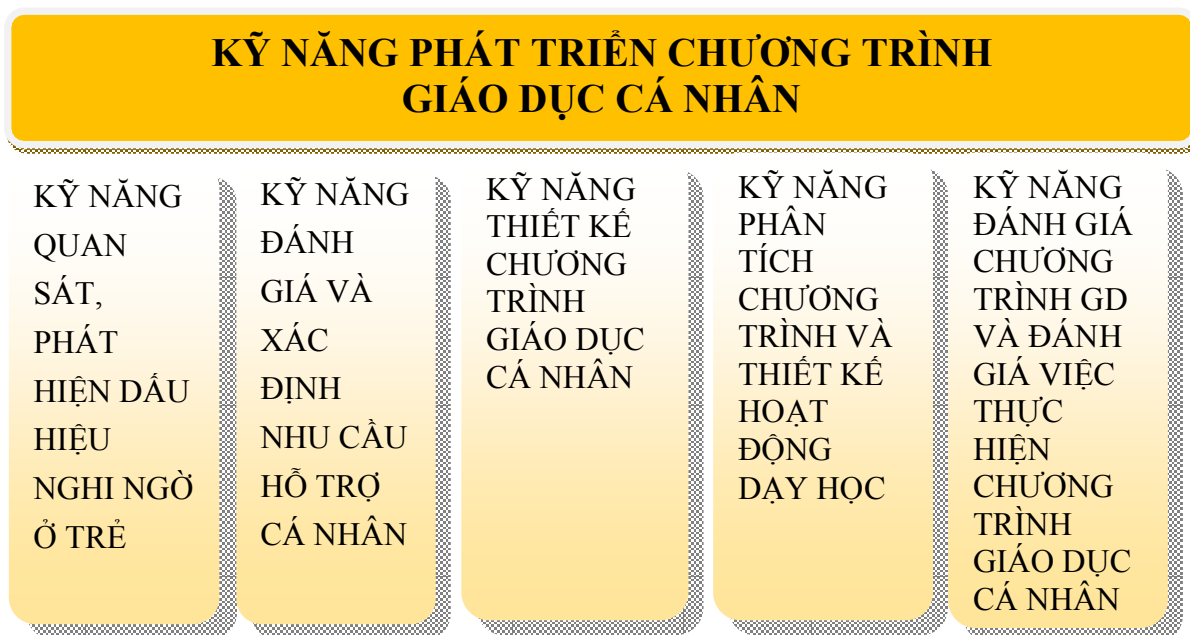 KỸ NĂNG PHÁT TRIỂN CHƯƠNG TRÌNH
GIÁO DỤC CÁ NHÂN
KỸ NĂNG
QUAN
SÁT,
PHÁT
HIỆN DẤU
HIỆU
NGHI NGỜ
Ở TRẺ
KỸ NĂNG
ĐÁNH
GIÁ VÀ
XÁC
ĐỊNH
NHU CẦU
HỖ TRỢ
CÁ NHÂN
KỸ NĂNG
THIẾT KẾ
CHƯƠNG
TRÌNH
GIÁO DỤC
CÁ NHÂN
KỸ NĂNG
PHÂN
TÍCH
CHƯƠNG
TRÌNH VÀ
THIẾT KẾ
HOẠT
ĐỘNG
DẠY HỌC
KỸ NĂNG
ĐÁNH GIÁ
CHƯƠNG
TRÌNH GD
VÀ ĐÁNH
GIÁ VIỆC
THỰC
HIỆN
CHƯƠNG
TRÌNH
GIÁO DỤC
CÁ NHÂN